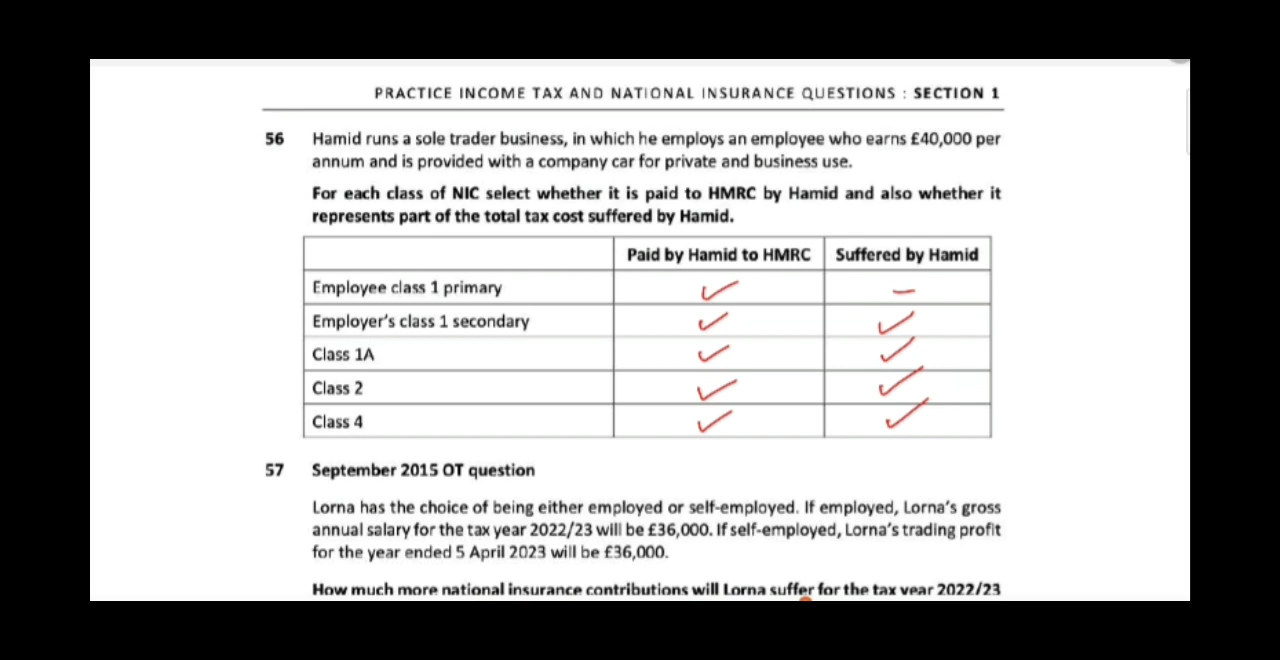 PRACTICE INCOME TAX AND NATIONAL INSURANCE QUESTIONS : SECTION 1
56 Hamid runs a sole trader business, in which he employs an employee who earns £40,000 per
annum and is provided with a company car for private and business use.
For each class of NIC select whether it is paid to HMRC by Hamid and also whether it
represents part of the total tax cost suffered by Hamid.
Paid by Hamid to HMRC Suffered by Hamid
Employee class 1 primary ✓ –
Employer's class 1 secondary ✓ ✓
Class 1A ✓ ✓
Class 2 ✓ ✓
Class 4 ✓ ✓
57 September 2015 OT question
Lorna has the choice of being either employed or self-employed. If employed, Lorna's gross
annual salary for the tax year 2022/23 will be £36,000. If self-employed, Lorna's trading profit
for the year ended 5 April 2023 will be £36,000.
How much more national insurance contributions will Lorna suffer for the tax year 2022/23